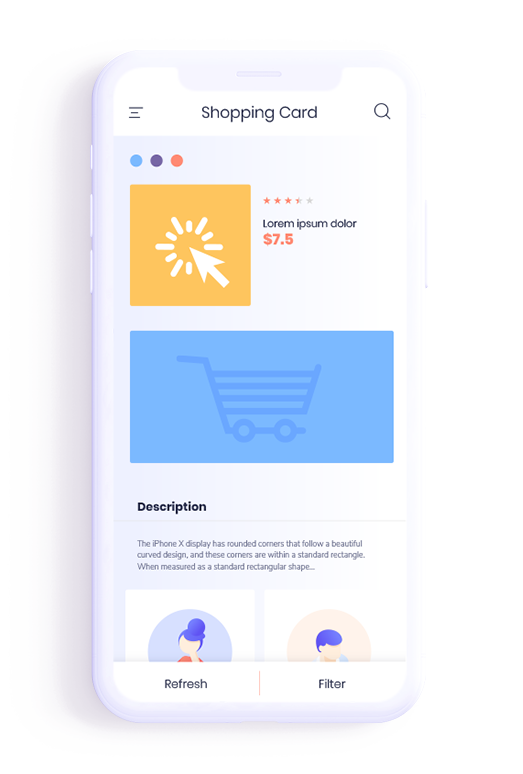 Shopping Card
Lorem ipsum dolor
$7.5
Description
The iPhone X display has rounded corners that follow a beautiful
curved design, and these corners are within a standard rectangle.
When measured as a standard rectangular shape...
Refresh
Filter